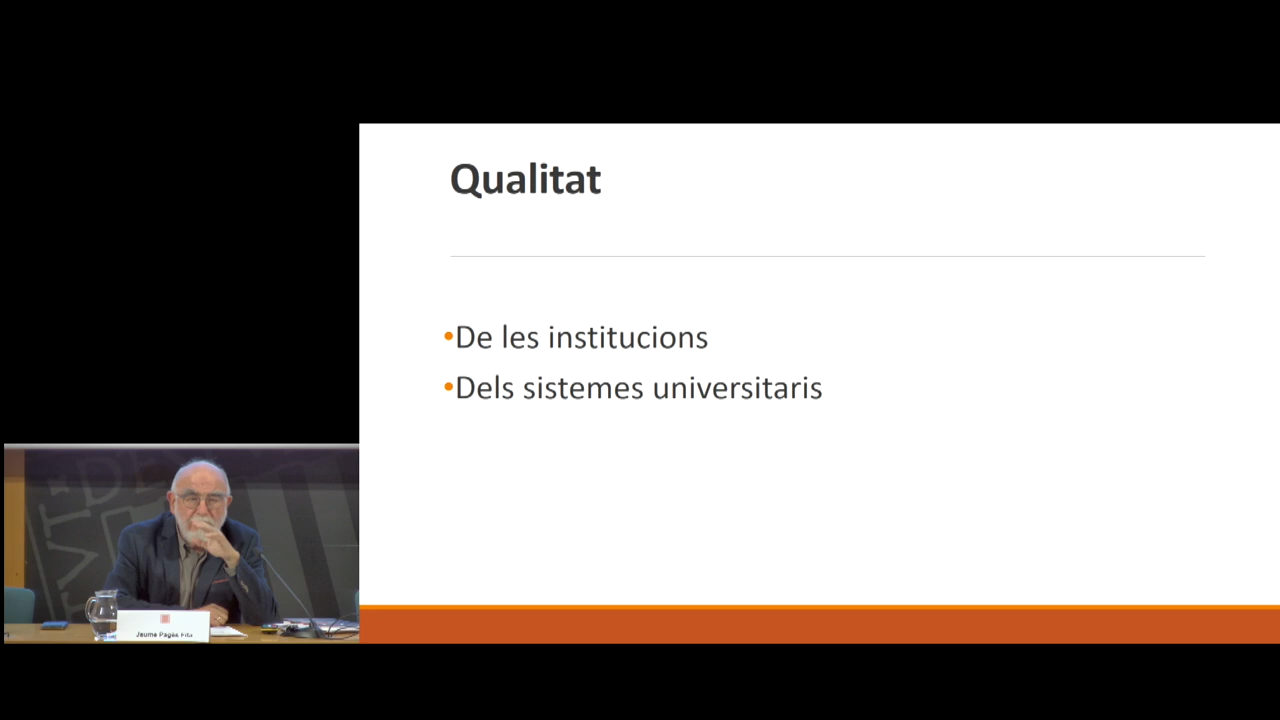 Qualitat
•De les institucions
•Dels sistemes universitaris
Jaume Pagès Fita